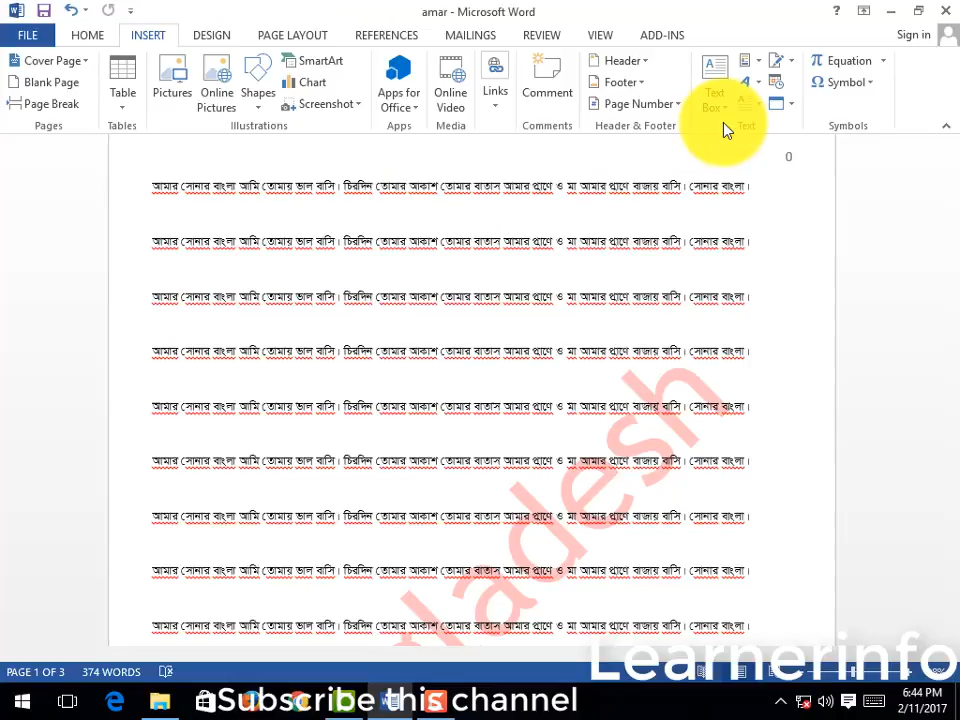 amar - Microsoft Word
Sign in
FILE HOME INSERT DESIGN PAGE LAYOUT REFERENCES MAILINGS REVIEW VIEW ADD-INS
Cover Page
Blank Page
Page Break
Pages
Table
Tables
Pictures
Online Pictures
Shapes
SmartArt
Chart
Screenshot
Illustrations
Apps for Office
Apps
Online Video
Media
Links
Comment
Comments
Header
Footer
Page Number
Header & Footer
Text Box
Text
Equation
Symbol
Symbols
0
আমার সোনার বাংলা আমি তোমায় ভাল বাসি। চিরদিন তোমার আকাশ তোমার বাতাস আমার প্রাণে ও মা আমার প্রাণে বাজায় বাসি। সোনার বাংলা।
আমার সোনার বাংলা আমি তোমায় ভাল বাসি। চিরদিন তোমার আকাশ তোমার বাতাস আমার প্রাণে ও মা আমার প্রাণে বাজায় বাসি। সোনার বাংলা।
আমার সোনার বাংলা আমি তোমায় ভাল বাসি। চিরদিন তোমার আকাশ তোমার বাতাস আমার প্রাণে ও মা আমার প্রাণে বাজায় বাসি। সোনার বাংলা।
আমার সোনার বাংলা আমি তোমায় ভাল বাসি। চিরদিন তোমার আকাশ তোমার বাতাস আমার প্রাণে ও মা আমার প্রাণে বাজায় বাসি। সোনার বাংলা।
আমার সোনার বাংলা আমি তোমায় ভাল বাসি। চিরদিন তোমার আকাশ তোমার বাতাস আমার প্রাণে ও মা আমার প্রাণে বাজায় বাসি। সোনার বাংলা।
আমার সোনার বাংলা আমি তোমায় ভাল বাসি। চিরদিন তোমার আকাশ তোমার বাতাস আমার প্রাণে ও মা আমার প্রাণে বাজায় বাসি। সোনার বাংলা।
আমার সোনার বাংলা আমি তোমায় ভাল বাসি। চিরদিন তোমার আকাশ তোমার বাতাস আমার প্রাণে ও মা আমার প্রাণে বাজায় বাসি। সোনার বাংলা।
আমার সোনার বাংলা আমি তোমায় ভাল বাসি। চিরদিন তোমার আকাশ তোমার বাতাস আমার প্রাণে ও মা আমার প্রাণে বাজায় বাসি। সোনার বাংলা।
আমার সোনার বাংলা আমি তোমায় ভাল বাসি। চিরদিন তোমার আকাশ তোমার বাতাস আমার প্রাণে ও মা আমার প্রাণে বাজায় বাসি। সোনার বাংলা।
ladesh
Learnerinfo
PAGE 1 OF 3 374 WORDS
Subscribe this channel
6:44 PM
2/11/2017